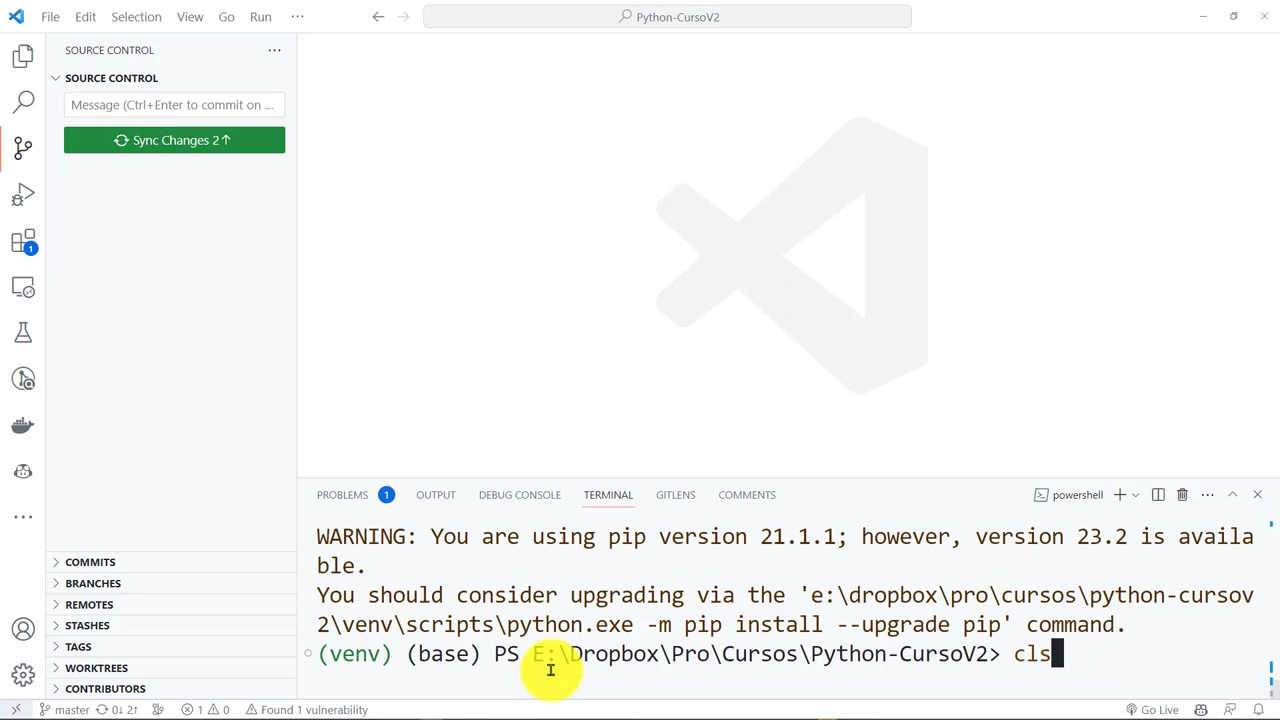 File Edit Selection View Go Run ···
Python-CursoV2
SOURCE CONTROL
SOURCE CONTROL
Message (Ctrl+Enter to commit on ...
Sync Changes 2↑
1
COMMITS
BRANCHES
REMOTES
STASHES
TAGS
WORKTREES
CONTRIBUTORS
PROBLEMS 1 OUTPUT DEBUG CONSOLE TERMINAL GITLENS COMMENTS
powershell
WARNING: You are using pip version 21.1.1; however, version 23.2 is availa
ble.
You should consider upgrading via the 'e:\dropbox\pro\cursos\python-cursov
2\venv\scripts\python.exe -m pip install --upgrade pip' command.
(venv) (base) PS E:\Dropbox\Pro\Cursos\Python-CursoV2> cls
master 0↓ 2↑ 1 0 Found 1 vulnerability
Go Live